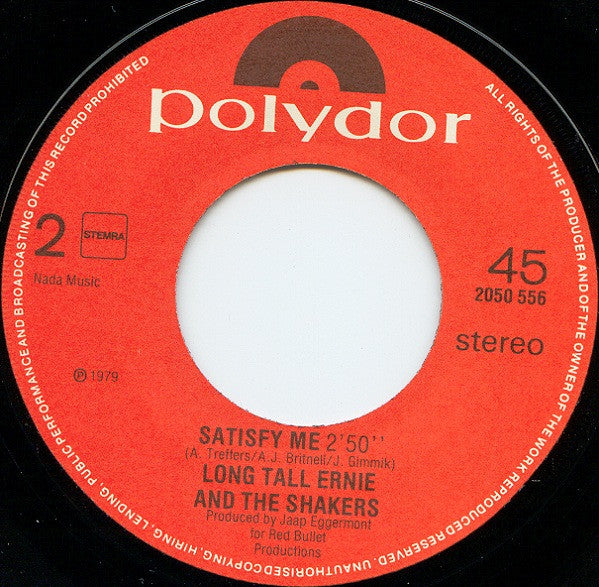 polydor
ALL RIGHTS OF THE PRODUCER AND OF THE OWNER OF THE WORK REPRODUCED RESERVED. UNAUTHORISED COPYING, HIRING, LENDING, PUBLIC PERFORMANCE AND BROADCASTING OF THIS RECORD PROHIBITED
2
STEMRA
Nada Music
45
2050 556
stereo
℗ 1979
SATISFY ME 2'50''
(A. Treffers/A.J. Britnell/J. Gimmik)
LONG TALL ERNIE
AND THE SHAKERS
Produced by Jaap Eggermont
for Red Bullet
Productions